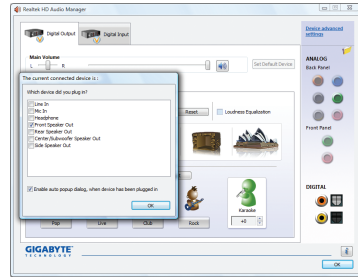 Realtek HD Audio Manager
Digital Output
Digital Input
Device advanced
settings
Main Volume
L
R
Set Default Device
The current connected device is :
Which device did you plug in?
Line In
Mic In
Headphone
Front Speaker Out
Rear Speaker Out
Center/Subwoofer Speaker Out
Side Speaker Out
Enable auto popup dialog, when device has been plugged in
OK
Reset
Loudness Equalization
Karaoke
+0
Pop
Live
Club
Rock
ANALOG
Back Panel
Front Panel
DIGITAL
GIGABYTE
TECHNOLOGY
OK